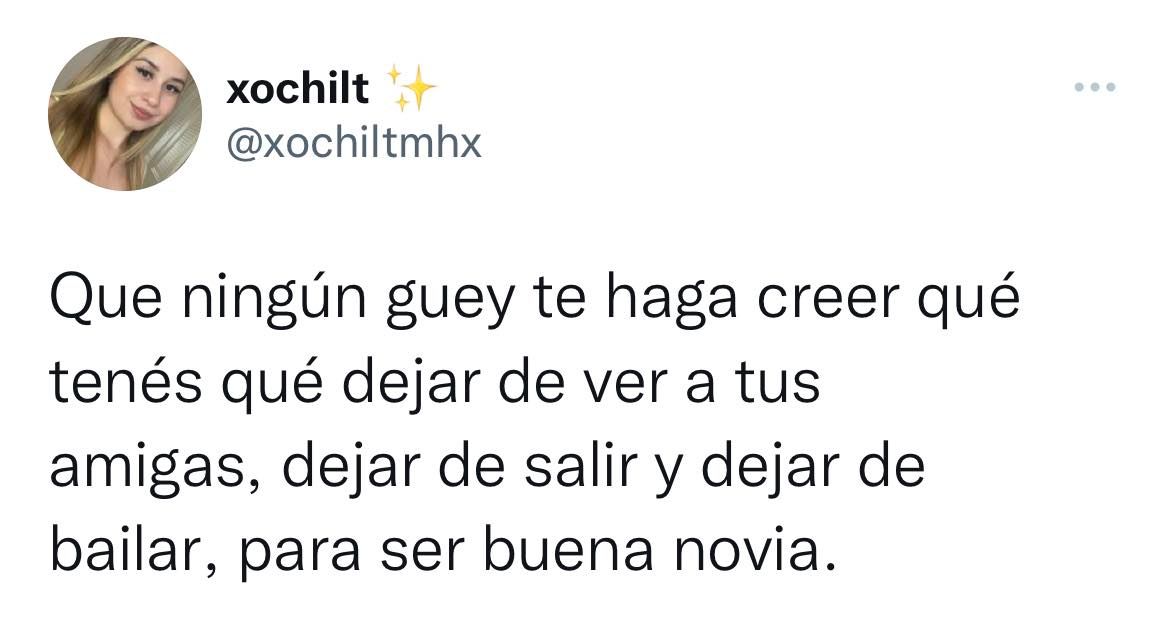 xochilt ✨
@xochiltmhx
Que ningún guey te haga creer qué
tenés qué dejar de ver a tus
amigas, dejar de salir y dejar de
bailar, para ser buena novia.